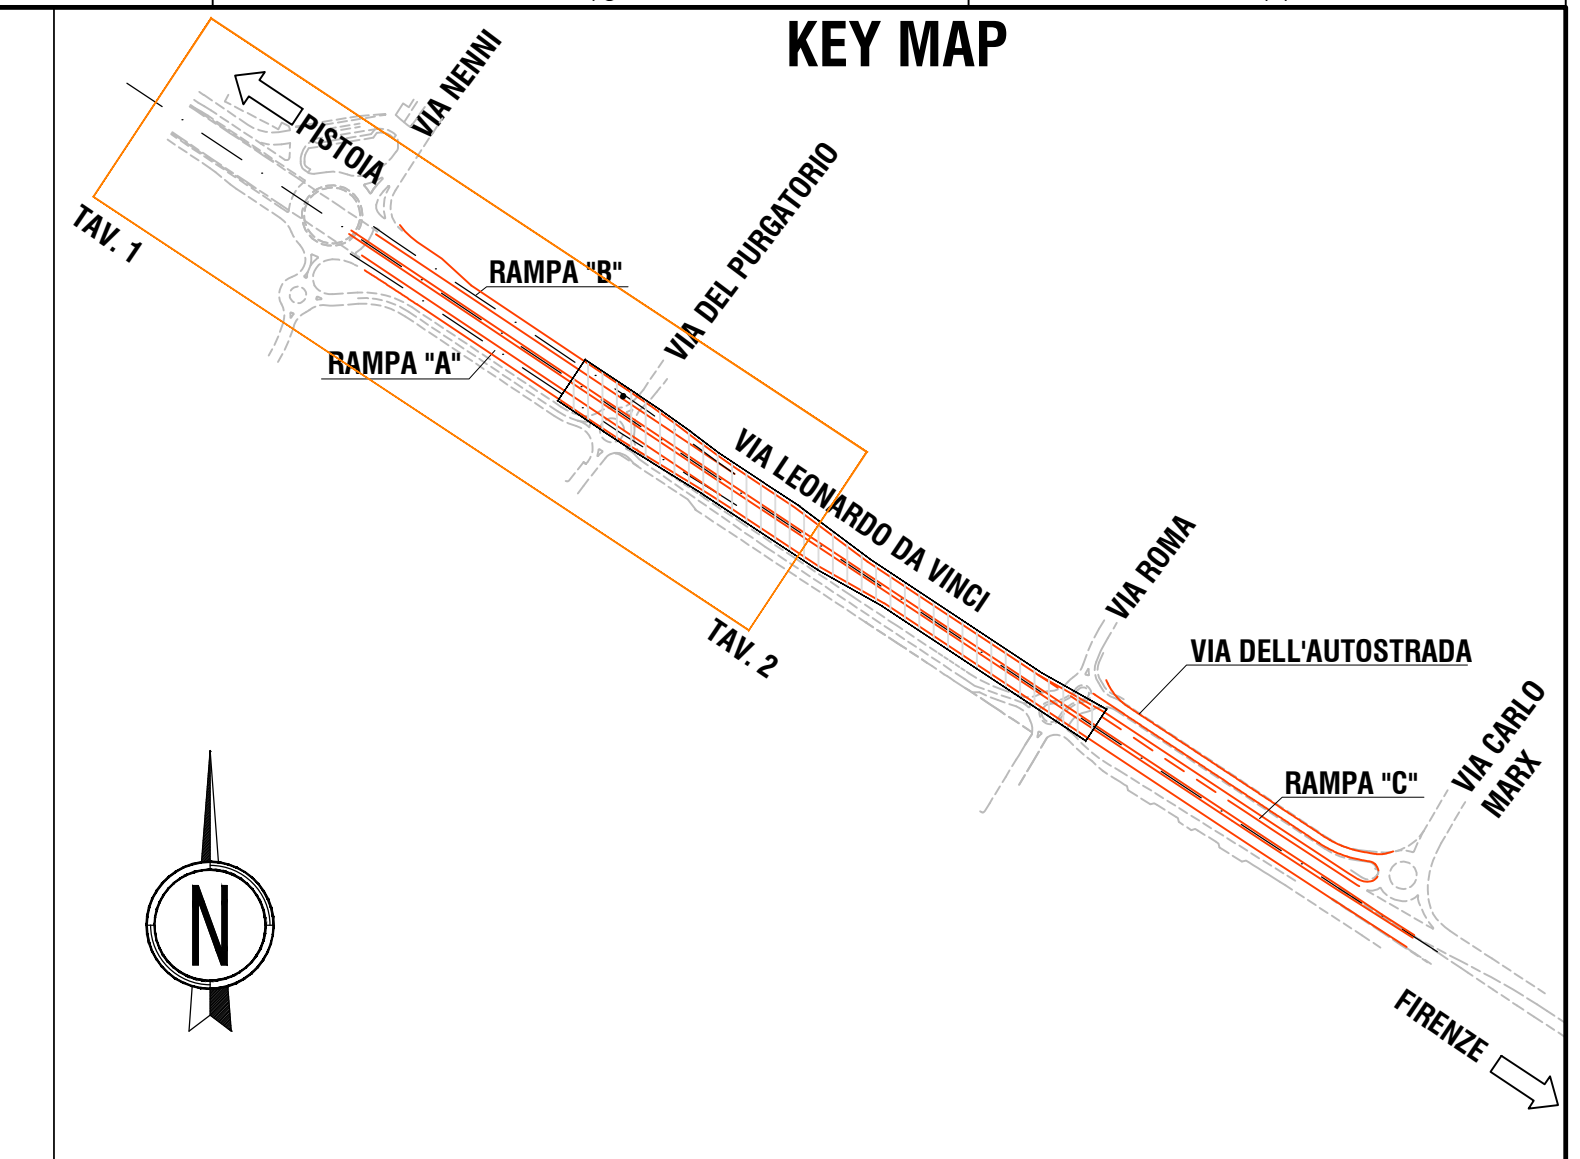 KEY MAP
VIA NENNI
PISTOIA
TAV. 1
VIA DEL PURGATORIO
RAMPA "B"
RAMPA "A"
VIA LEONARDO DA VINCI
TAV. 2
VIA ROMA
VIA DELL'AUTOSTRADA
VIA CARLO
MARX
RAMPA "C"
N
FIRENZE